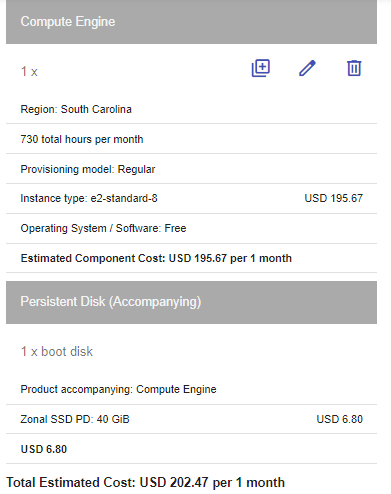 Compute Engine
1 x
Region: South Carolina
730 total hours per month
Provisioning model: Regular
Instance type: e2-standard-8 USD 195.67
Operating System / Software: Free
Estimated Component Cost: USD 195.67 per 1 month
Persistent Disk (Accompanying)
1 x boot disk
Product accompanying: Compute Engine
Zonal SSD PD: 40 GiB USD 6.80
USD 6.80
Total Estimated Cost: USD 202.47 per 1 month